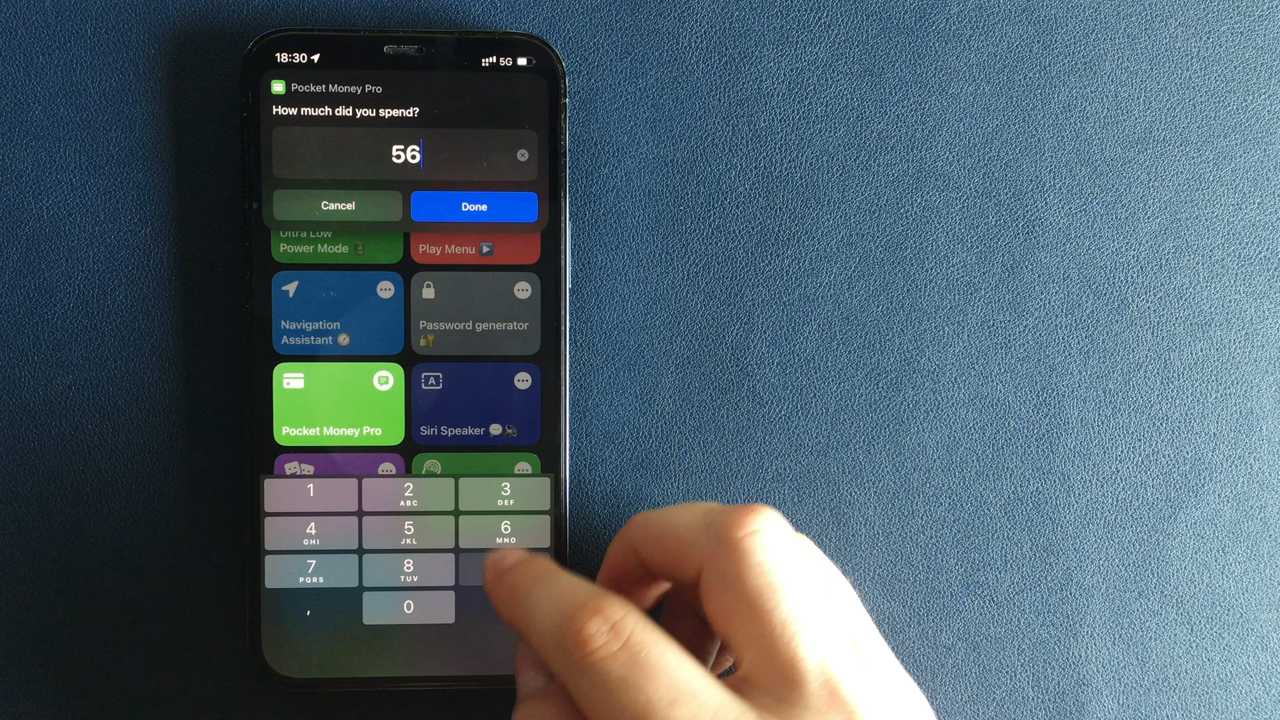 18:30
5G
Pocket Money Pro
How much did you spend?
56
Cancel
Done
Ultra Low
Power Mode
Play Menu
Navigation
Assistant
Password generator
Pocket Money Pro
A
Siri Speaker
1
2
ABC
3
DEF
4
GHI
5
JKL
6
MNO
7
PQRS
8
TUV
,
0